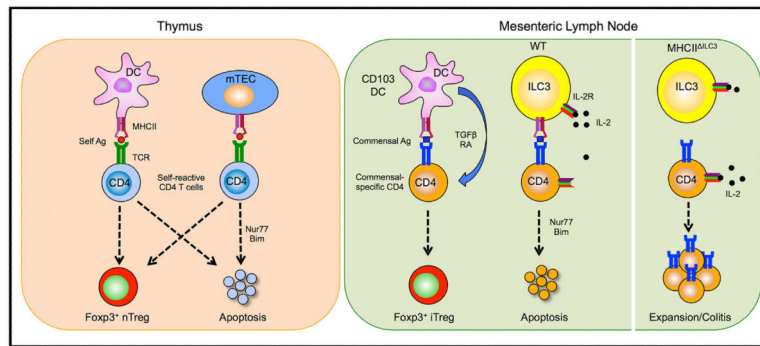 Thymus
DC
mTEC
MHCII
Self Ag
TCR
CD4
Self-reactive
CD4 T cells
CD4
Nur77
Bim
Foxp3⁺ nTreg
Apoptosis
Mesenteric Lymph Node
WT
MHCII^ΔILC3
CD103
DC
DC
ILC3
IL-2R
IL-2
ILC3
Commensal Ag
TGFβ
RA
Commensal-
specific CD4
CD4
CD4
CD4
IL-2
Nur77
Bim
Foxp3⁺ iTreg
Apoptosis
Expansion/Colitis